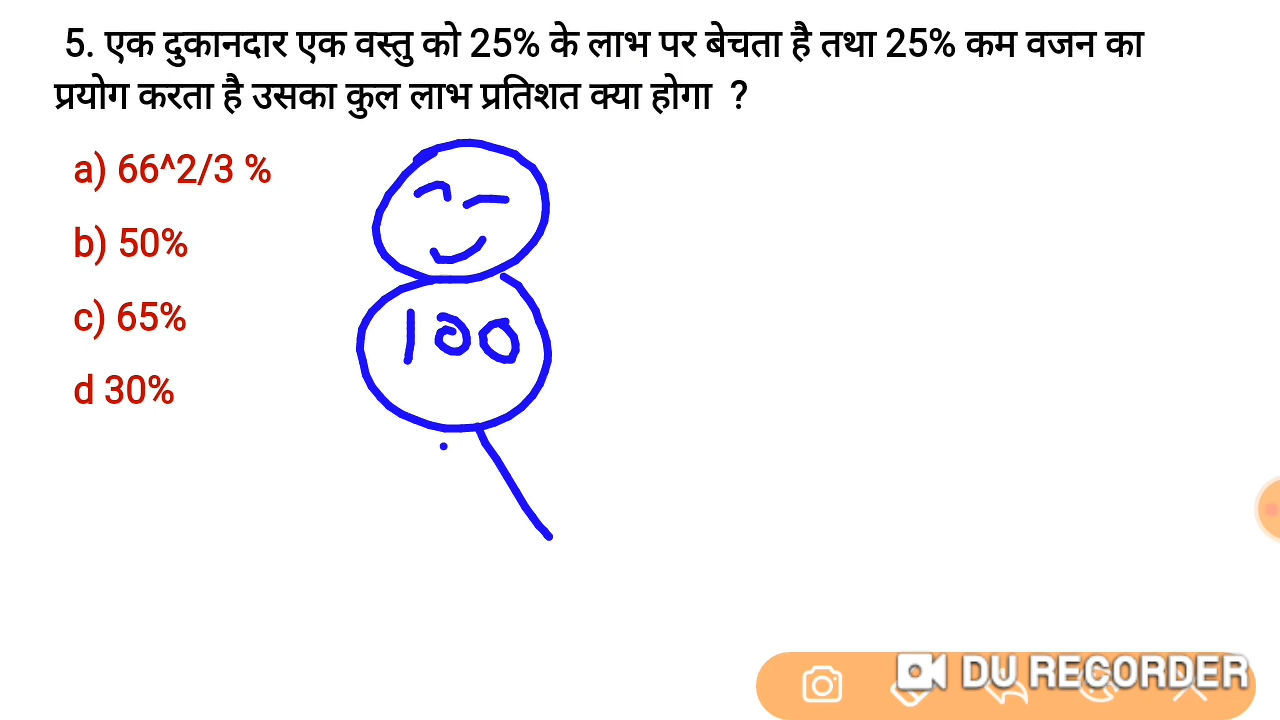 5. एक दुकानदार एक वस्तु को 25% के लाभ पर बेचता है तथा 25% कम वजन का
प्रयोग करता है उसका कुल लाभ प्रतिशत क्या होगा ?
a) 66^2/3 %
b) 50%
c) 65%
d 30%
100
DU RECORDER